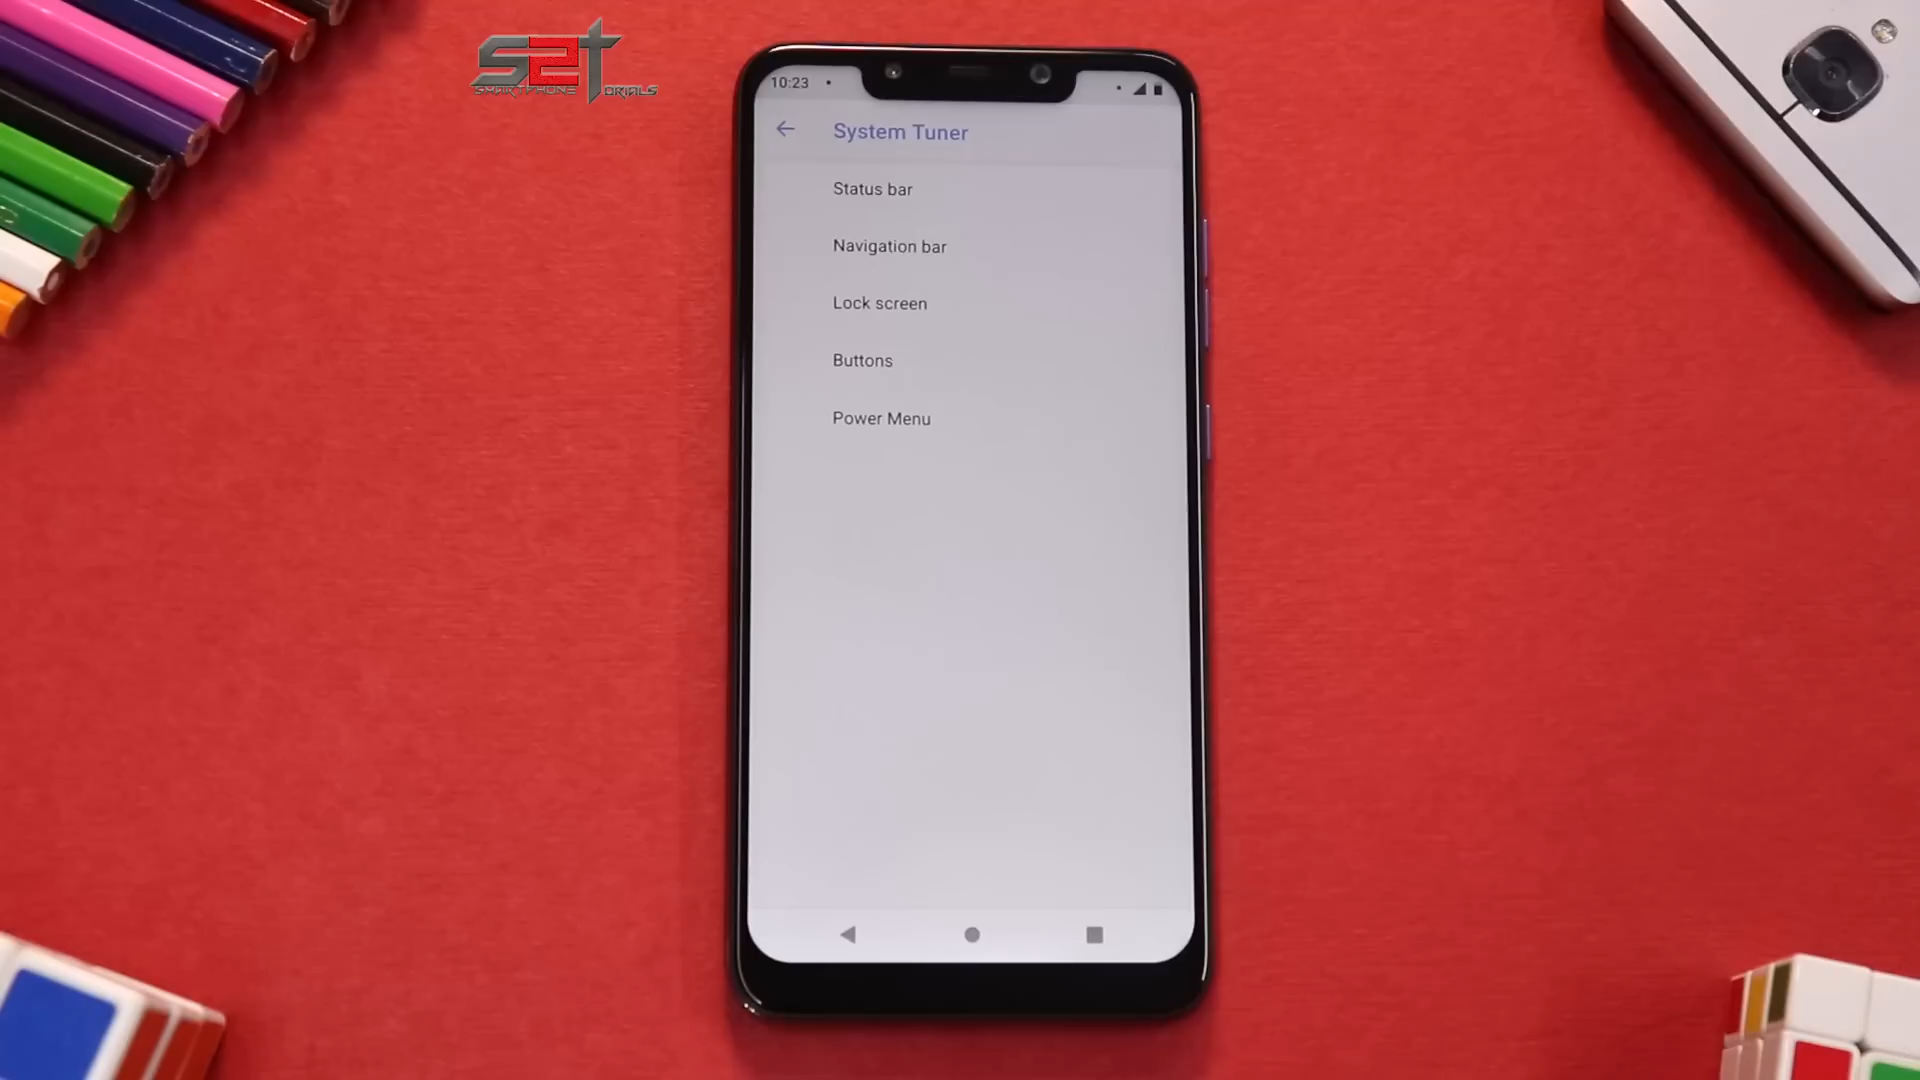 S2T
SMARTPHONE TORIALS
10:23
System Tuner
Status bar
Navigation bar
Lock screen
Buttons
Power Menu